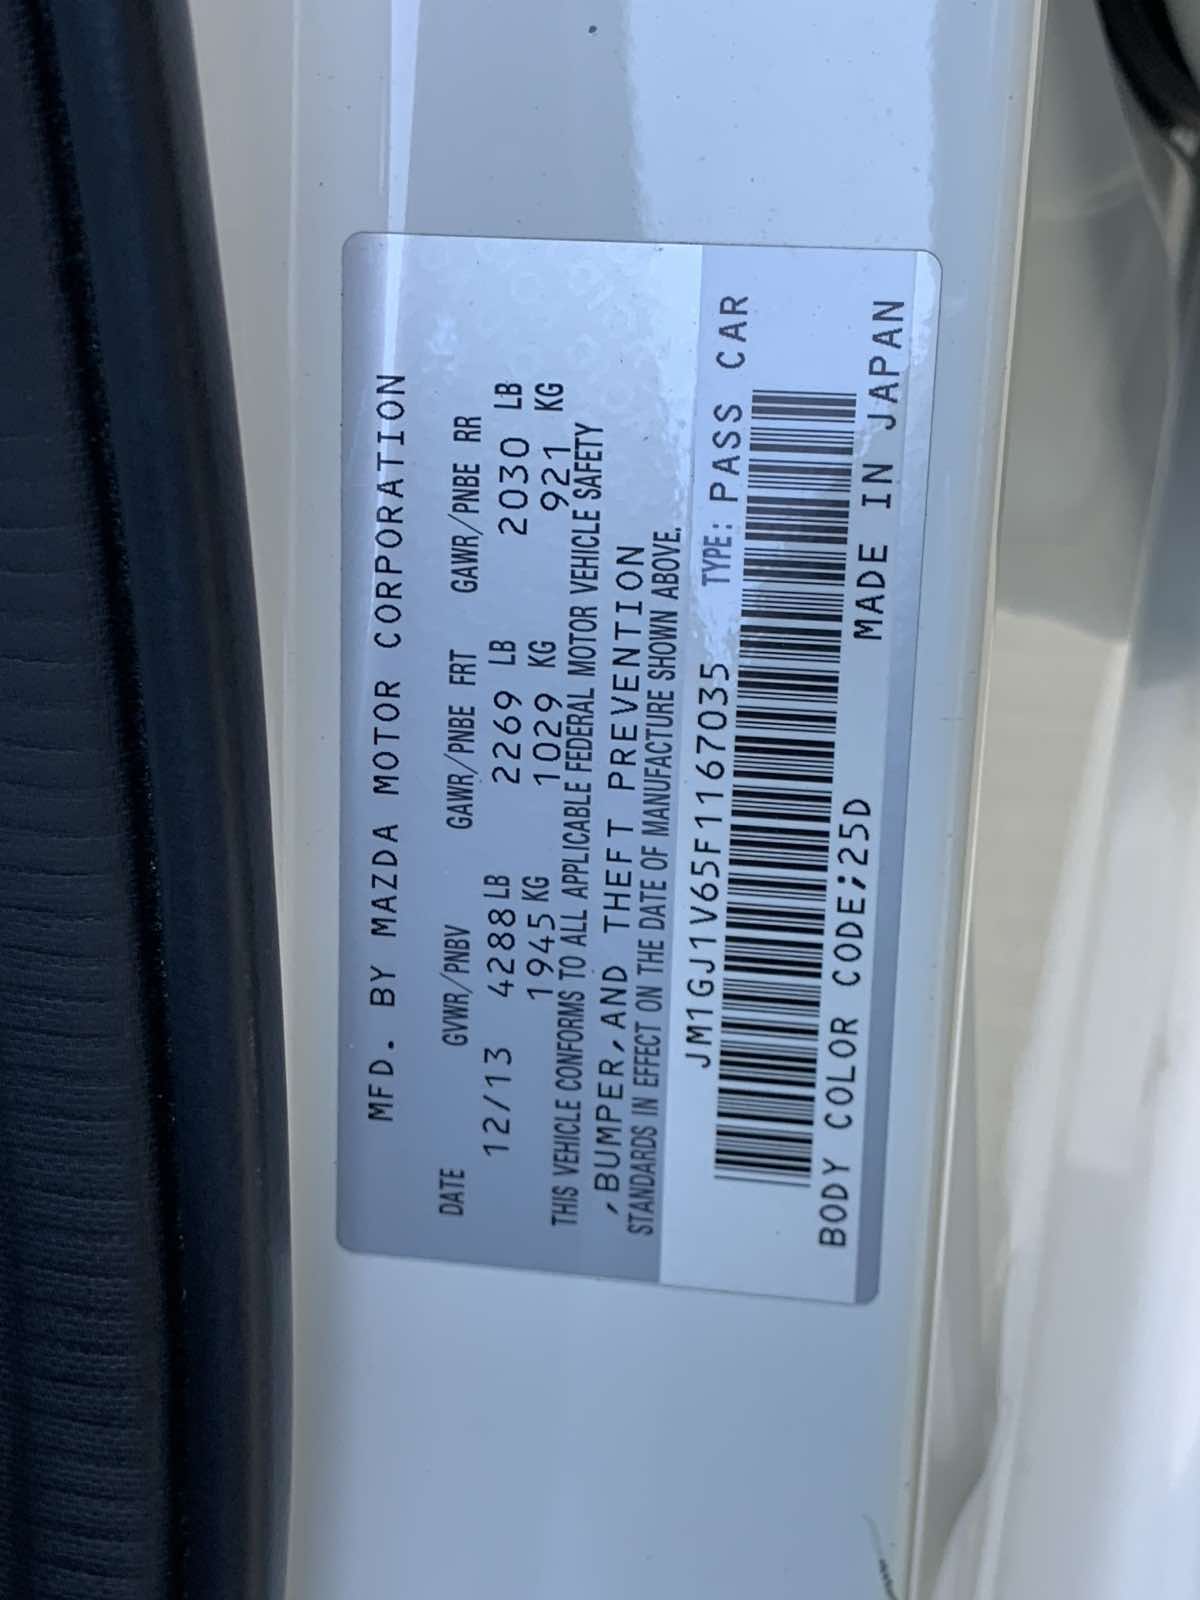 MFD. BY MAZDA MOTOR CORPORATION
DATE GVWR/PNBV GAWR/PNBE FRT GAWR/PNBE RR
12/13 4288 LB 2269 LB 2030 LB
1945 KG 1029 KG 921 KG
THIS VEHICLE CONFORMS TO ALL APPLICABLE FEDERAL MOTOR VEHICLE SAFETY
,BUMPER,AND THEFT PREVENTION
STANDARDS IN EFFECT ON THE DATE OF MANUFACTURE SHOWN ABOVE.
JM1GJ1V65F1167035 TYPE: PASS CAR
BODY COLOR CODE;25D MADE IN JAPAN